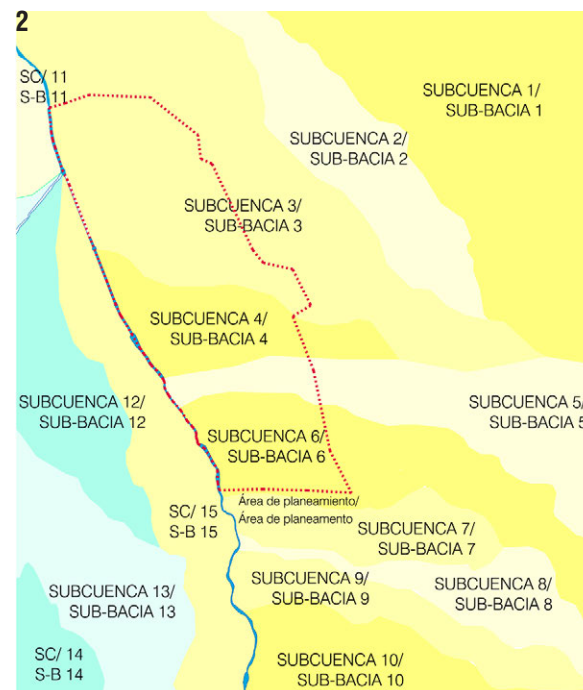 2
SC/ 11
S-B 11
SUBCUENCA 1/
SUB-BACIA 1
SUBCUENCA 2/
SUB-BACIA 2
SUBCUENCA 3/
SUB-BACIA 3
SUBCUENCA 4/
SUB-BACIA 4
SUBCUENCA 12/
SUB-BACIA 12
SUBCUENCA 5/
SUB-BACIA 5
SUBCUENCA 6/
SUB-BACIA 6
Área de planeamiento/
Área de planeamento
SC/ 15
S-B 15
SUBCUENCA 7/
SUB-BACIA 7
SUBCUENCA 13/
SUB-BACIA 13
SUBCUENCA 9/
SUB-BACIA 9
SUBCUENCA 8/
SUB-BACIA 8
SC/ 14
S-B 14
SUBCUENCA 10/
SUB-BACIA 10